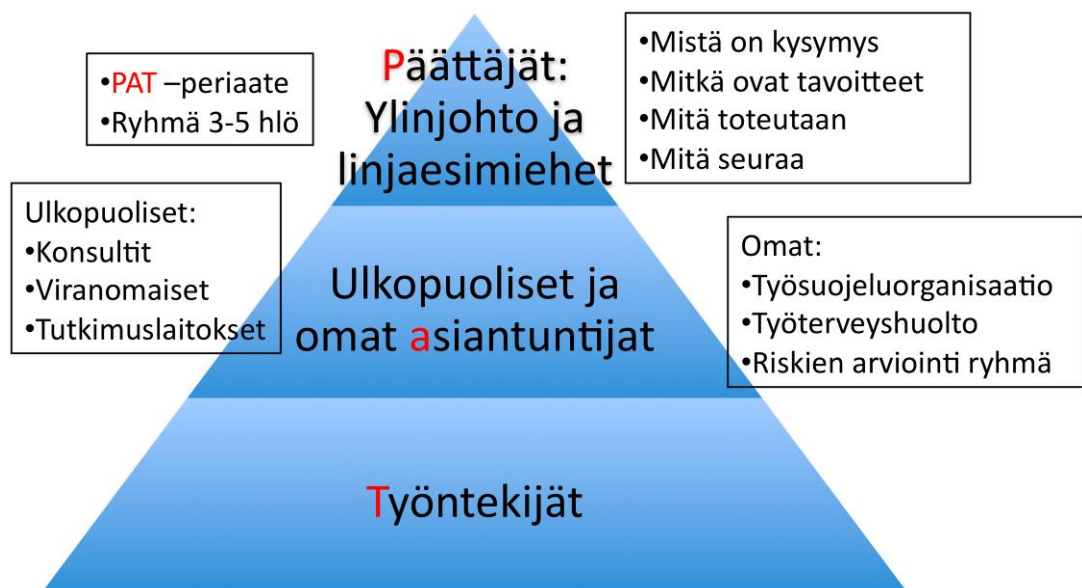 •PAT –periaate
•Ryhmä 3-5 hlö
Päättäjät:
Ylinjohto ja
linjaesimiehet
•Mistä on kysymys
•Mitkä ovat tavoitteet
•Mitä toteutaan
•Mitä seuraa
Ulkopuoliset:
•Konsultit
•Viranomaiset
•Tutkimuslaitokset
Ulkopuoliset ja
omat asiantuntijat
Omat:
•Työsuojeluorganisaatio
•Työterveyshuolto
•Riskien arviointi ryhmä
Työntekijät